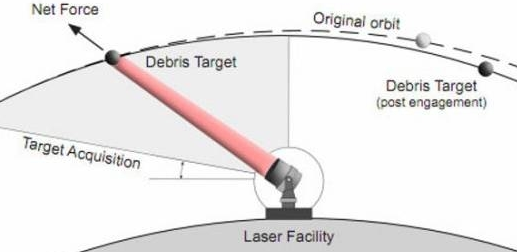 Net Force
Original orbit
Debris Target
Debris Target
(post engagement)
Target Acquisition
Laser Facility